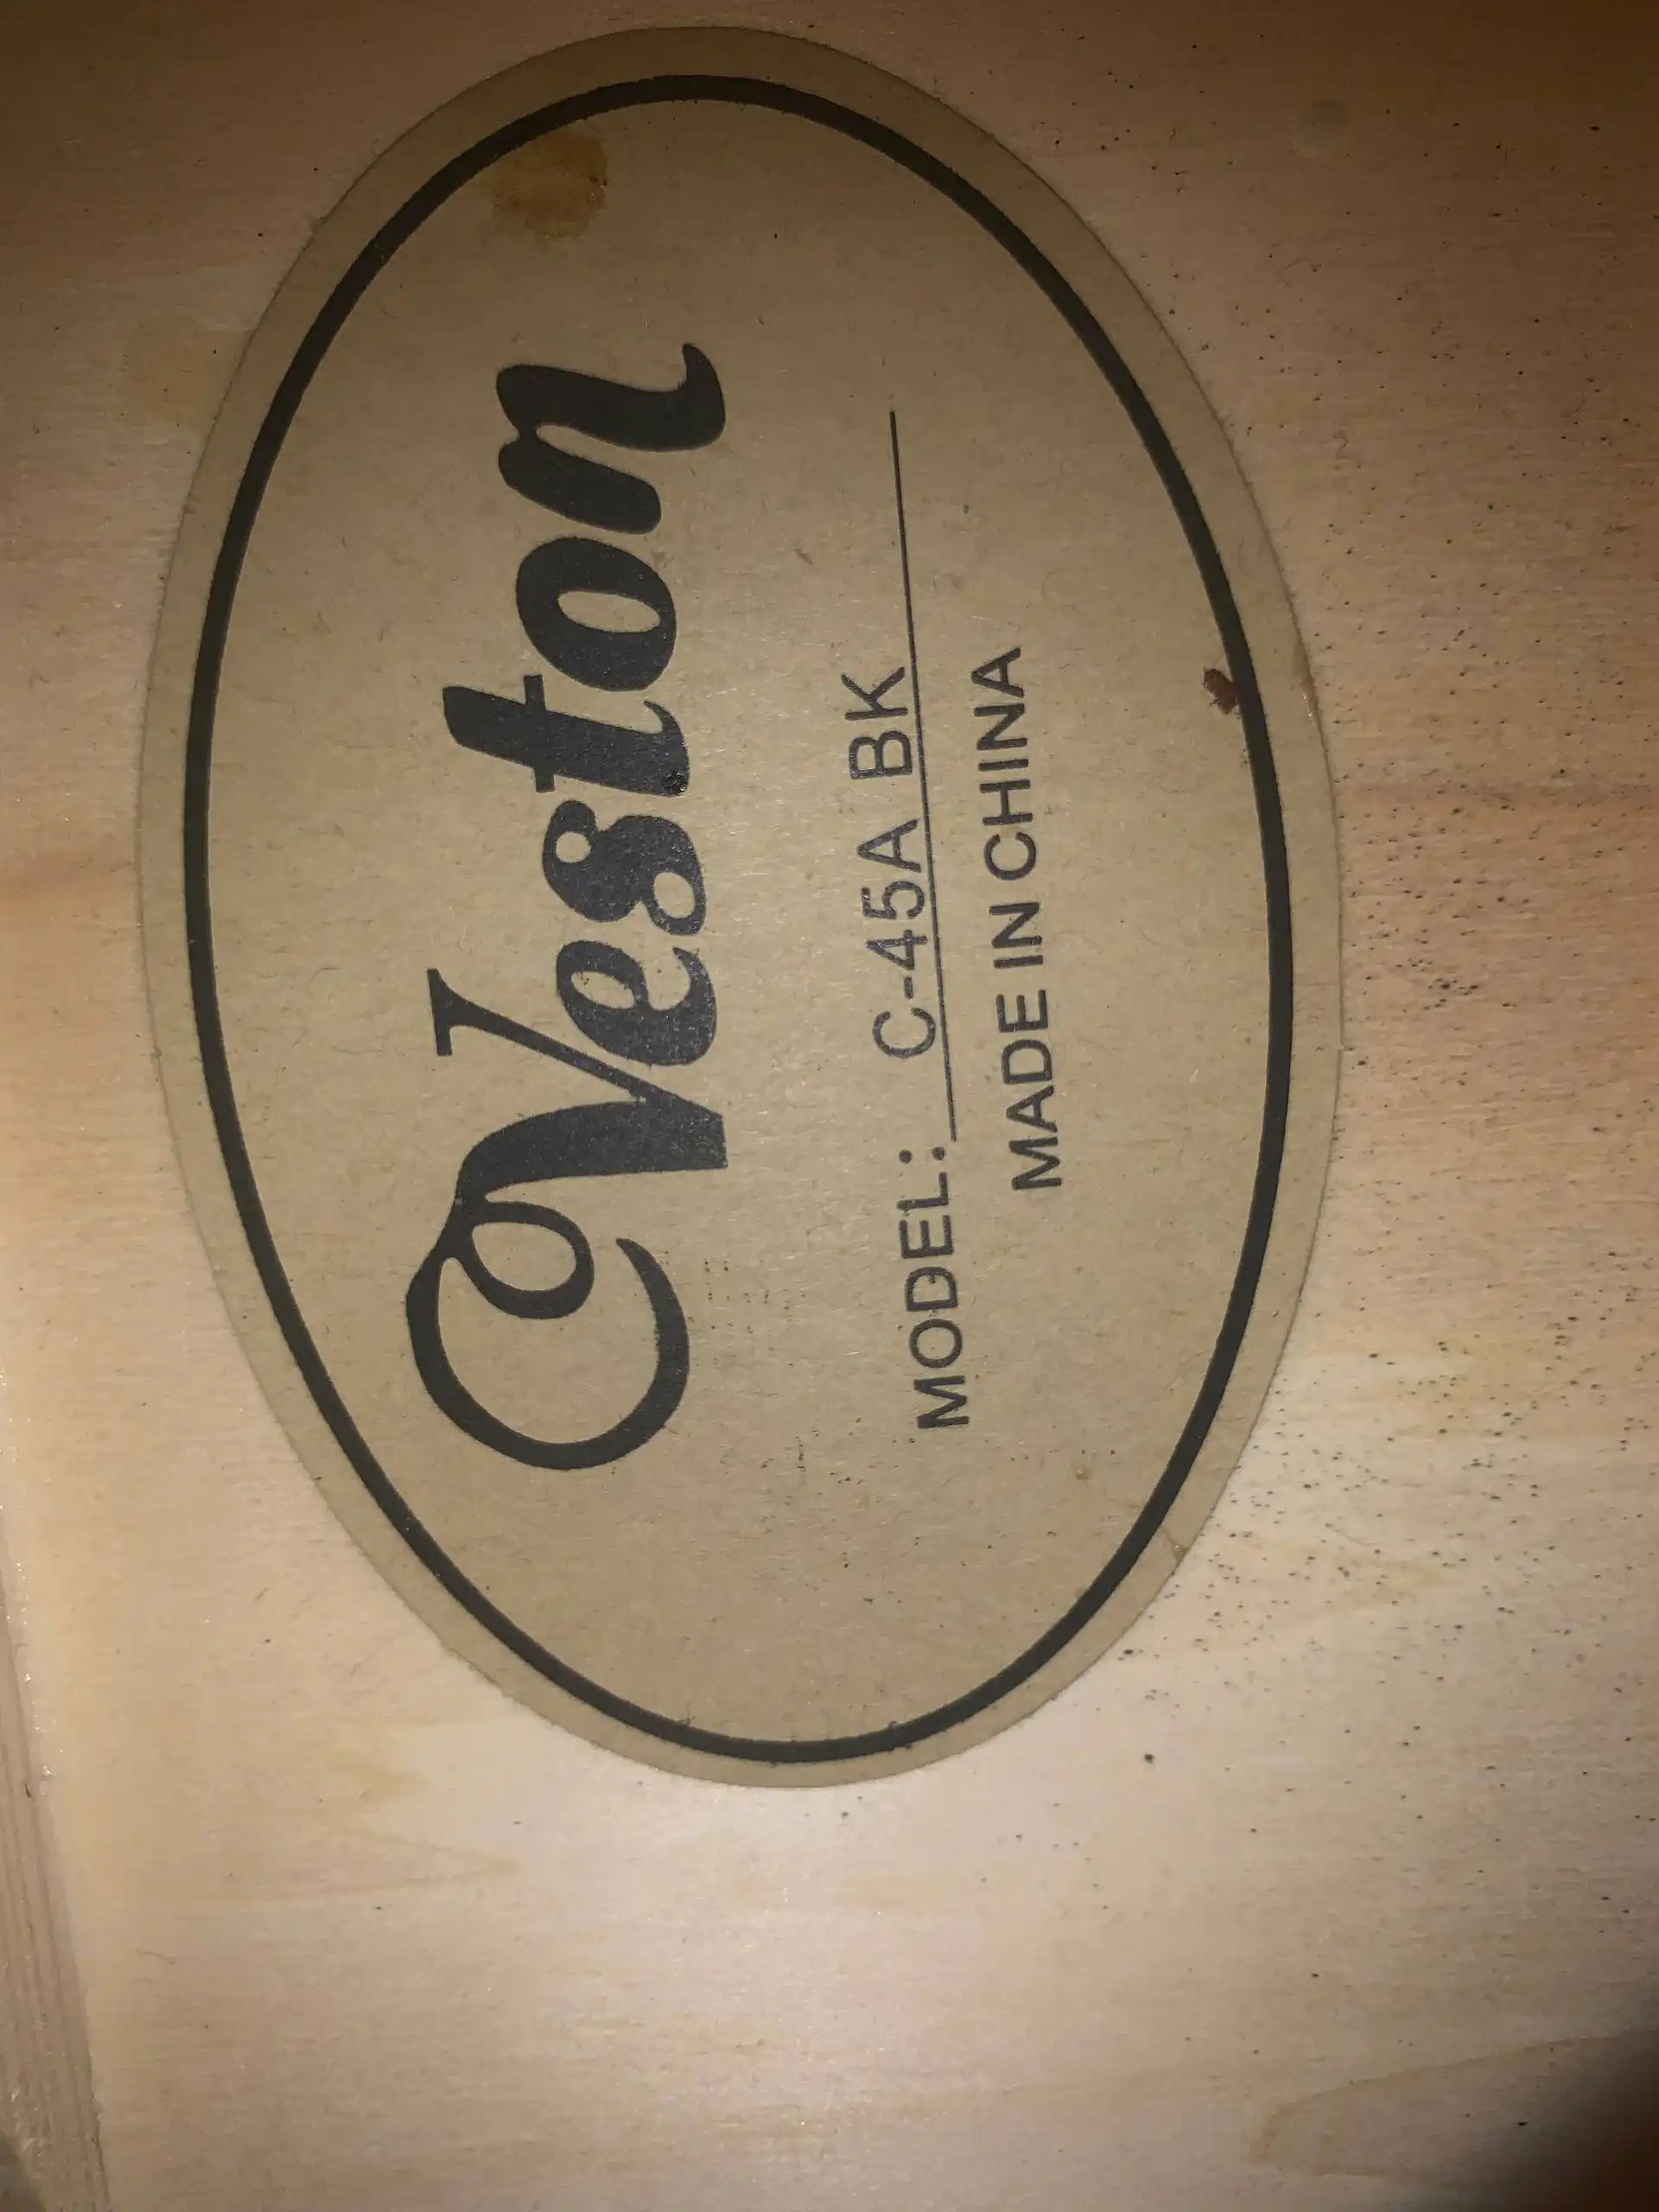 Veston
MODEL: C-45A BK
MADE IN CHINA